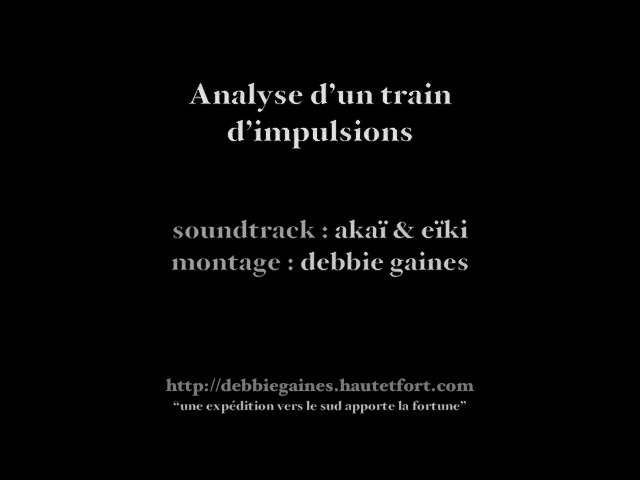 Analyse d’un train
d’impulsions
soundtrack : akaï & eïki
montage : debbie gaines
http://debbiegaines.hautetfort.com
“une expédition vers le sud apporte la fortune”